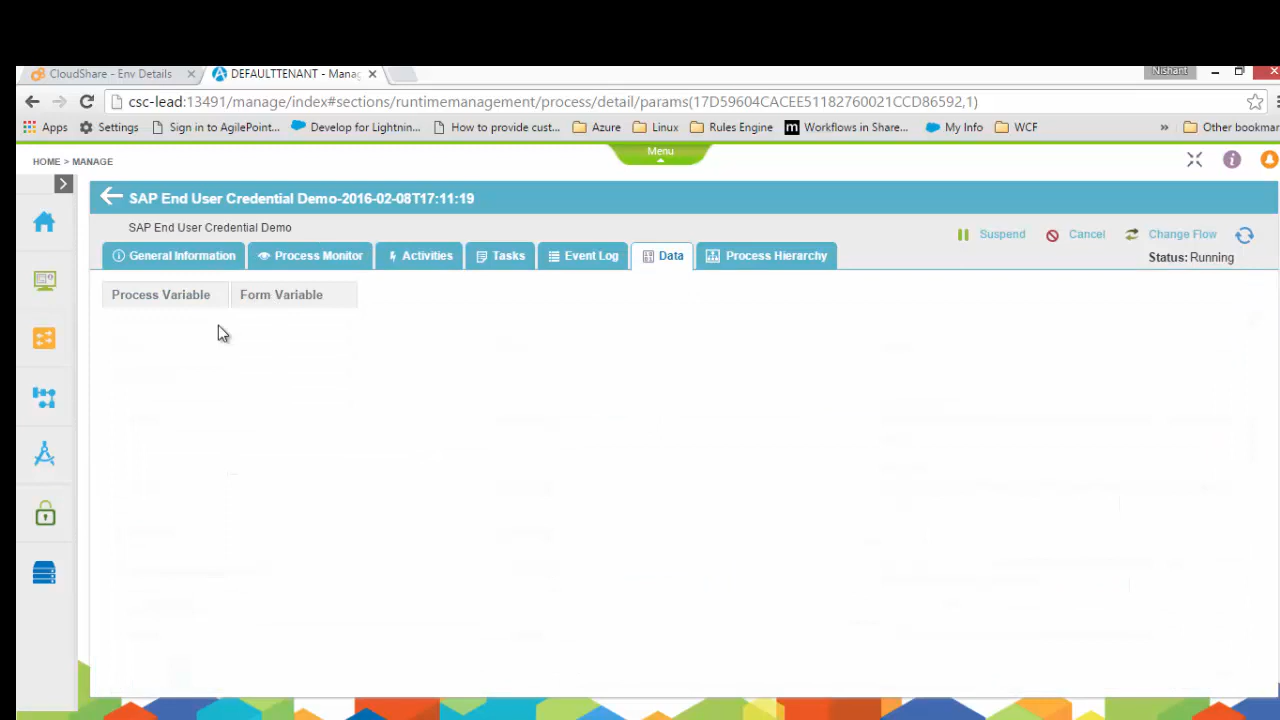 CloudShare - Env Details
DEFAULTTENANT - Manag
Nishant
csc-lead:13491/manage/index#sections/runtimemanagement/process/detail/params(17D59604CACEE51182760021CCD86592,1)
Apps Settings Sign in to AgilePoint... Develop for Lightnin... How to provide cust... Azure Linux Rules Engine Workflows in Share... My Info WCF » Other bookmar
Menu
HOME > MANAGE
SAP End User Credential Demo-2016-02-08T17:11:19
SAP End User Credential Demo
Suspend Cancel Change Flow
Status: Running
General Information Process Monitor Activities Tasks Event Log Data Process Hierarchy
Process Variable Form Variable